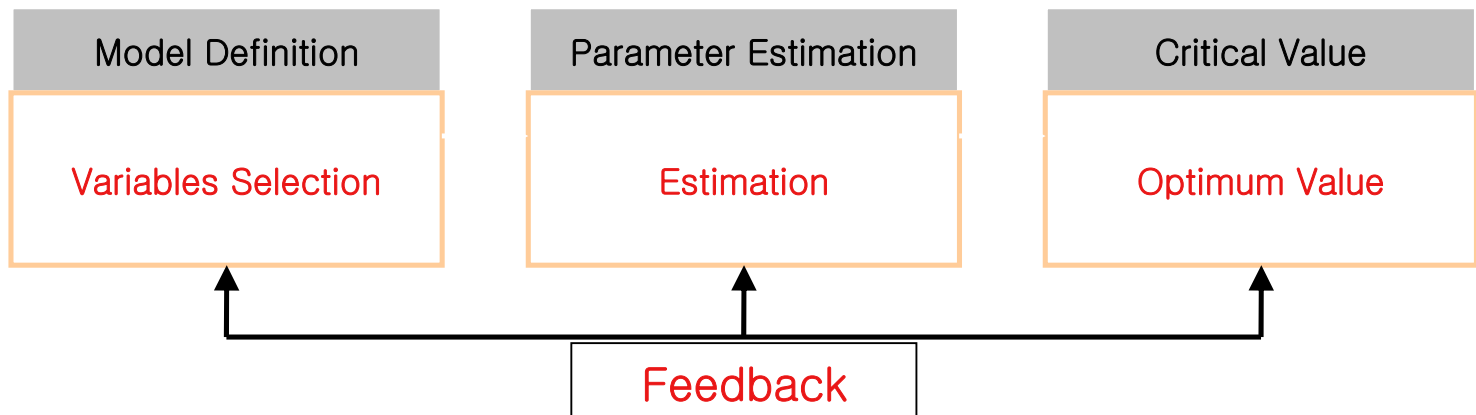 Model Definition
Parameter Estimation
Critical Value
Variables Selection
Estimation
Optimum Value
Feedback